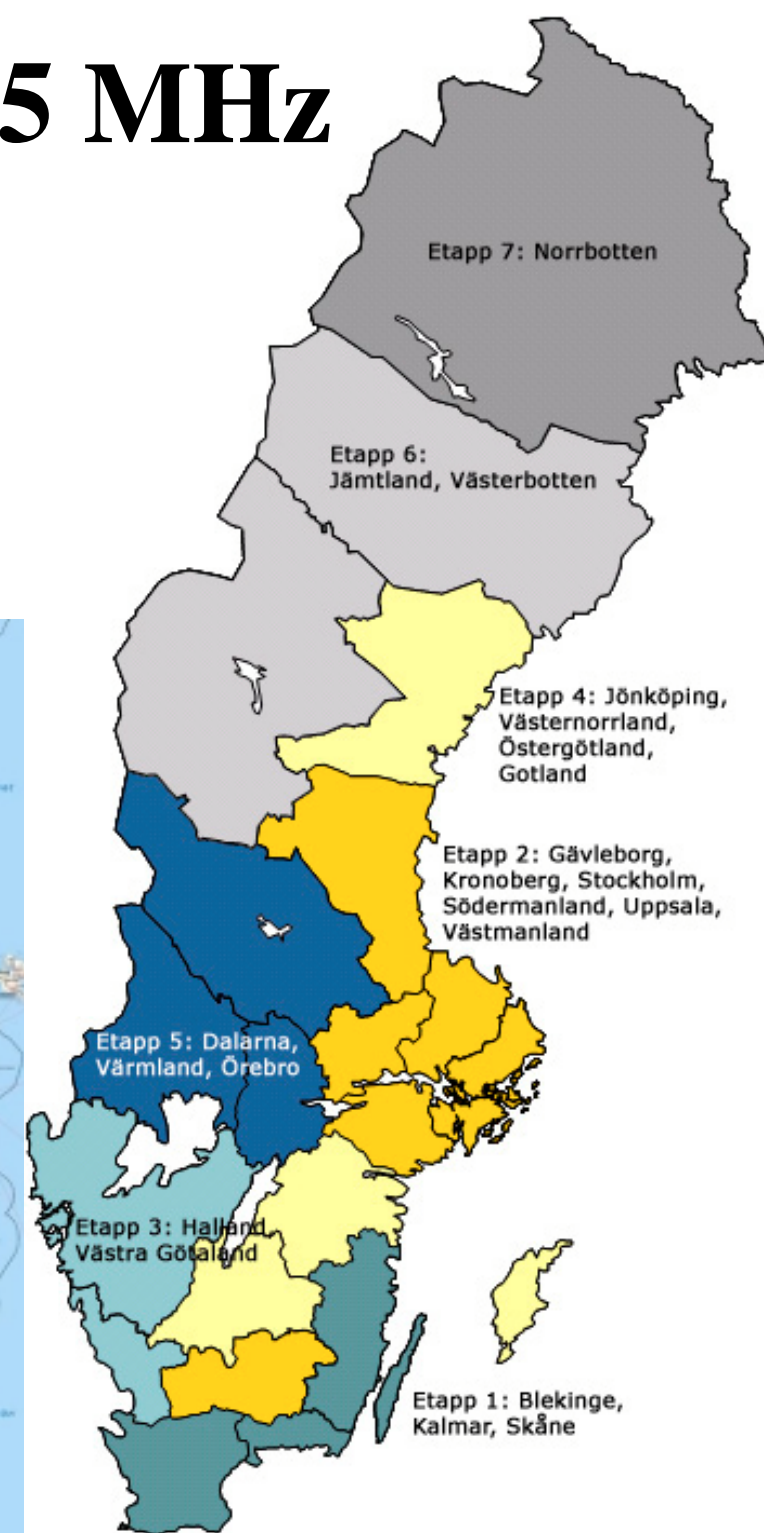 5 MHz
Etapp 7: Norrbotten
Etapp 6:
Jämtland, Västerbotten
Etapp 4: Jönköping,
Västernorrland,
Östergötland,
Gotland
Etapp 2: Gävleborg,
Kronoberg, Stockholm,
Södermanland, Uppsala,
Västmanland
Etapp 5: Dalarna,
Värmland, Örebro
Etapp 3: Halland,
Västra Götaland
Etapp 1: Blekinge,
Kalmar, Skåne